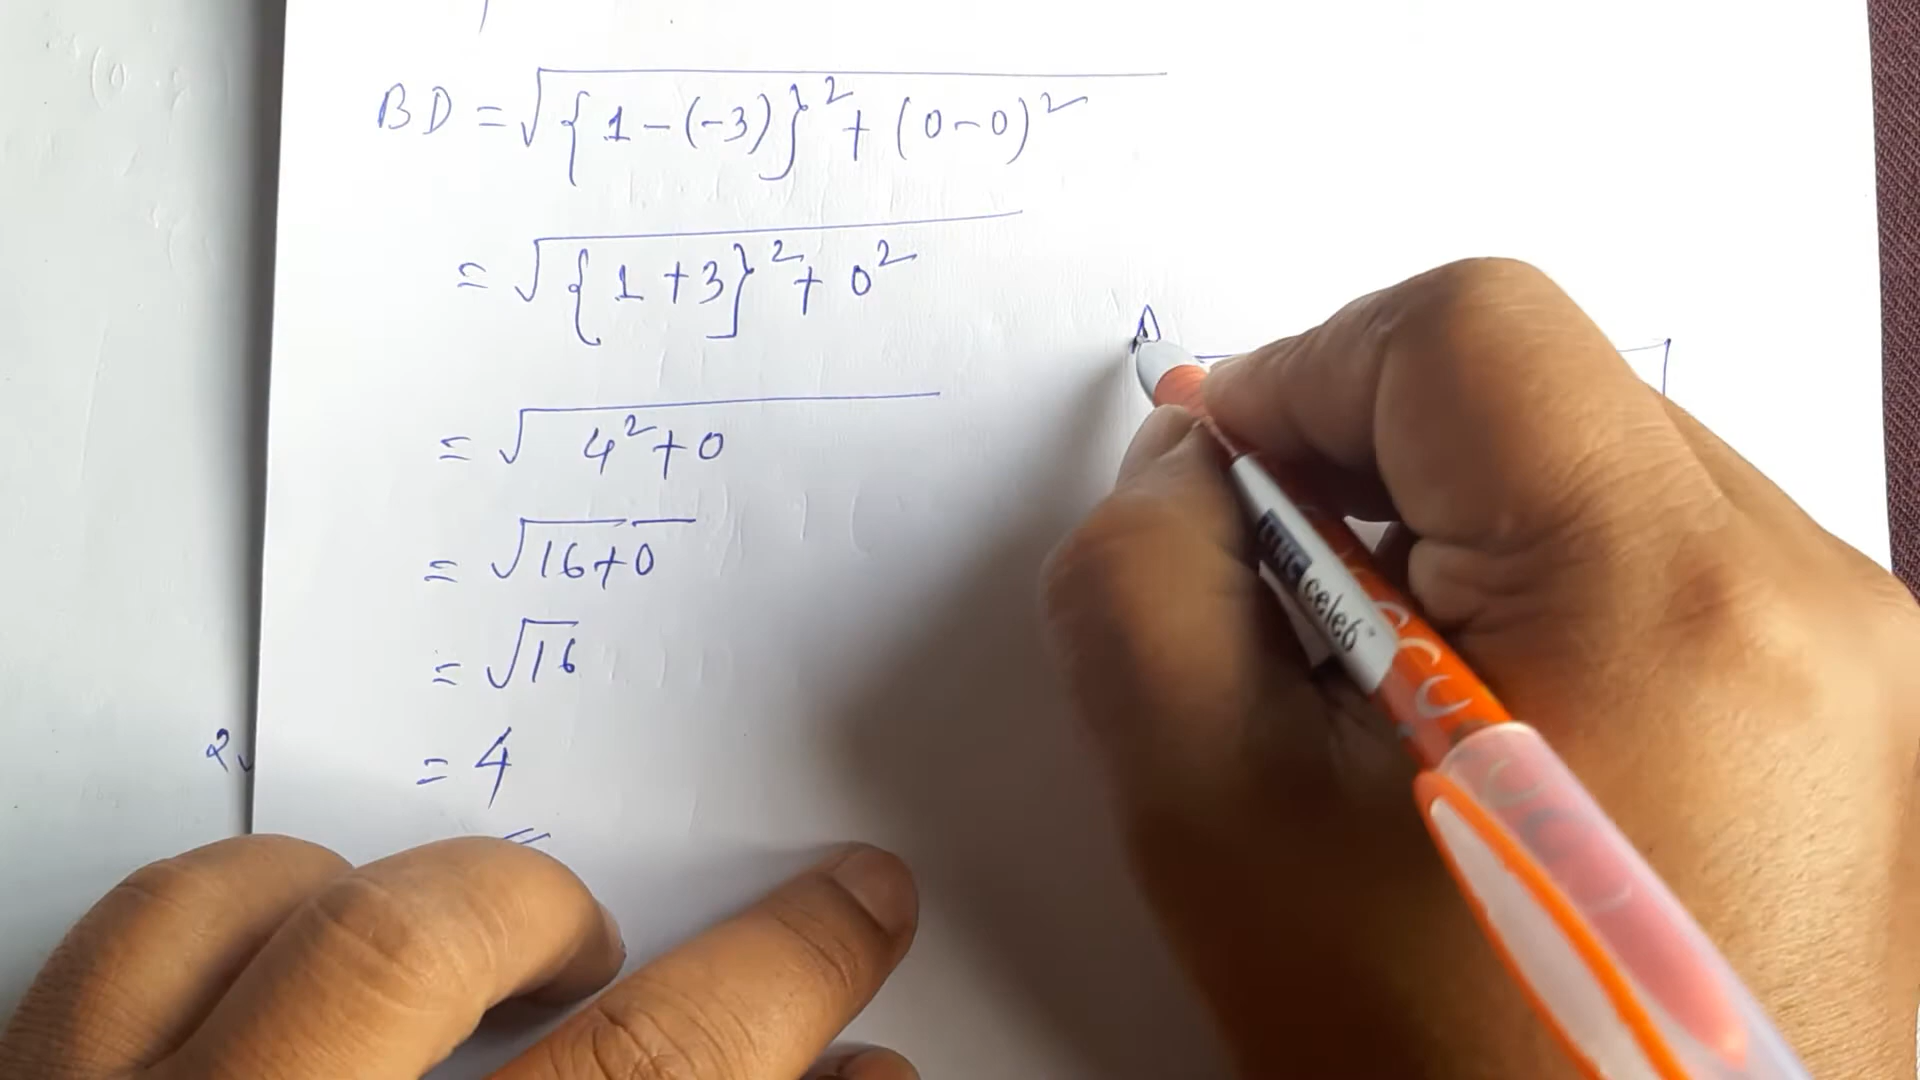 BD = √{1-(-3)}² + (0-0)²
= √{1+3}² + 0²
= √4²+0
= √16+0
= √16
= 4
A
celeb